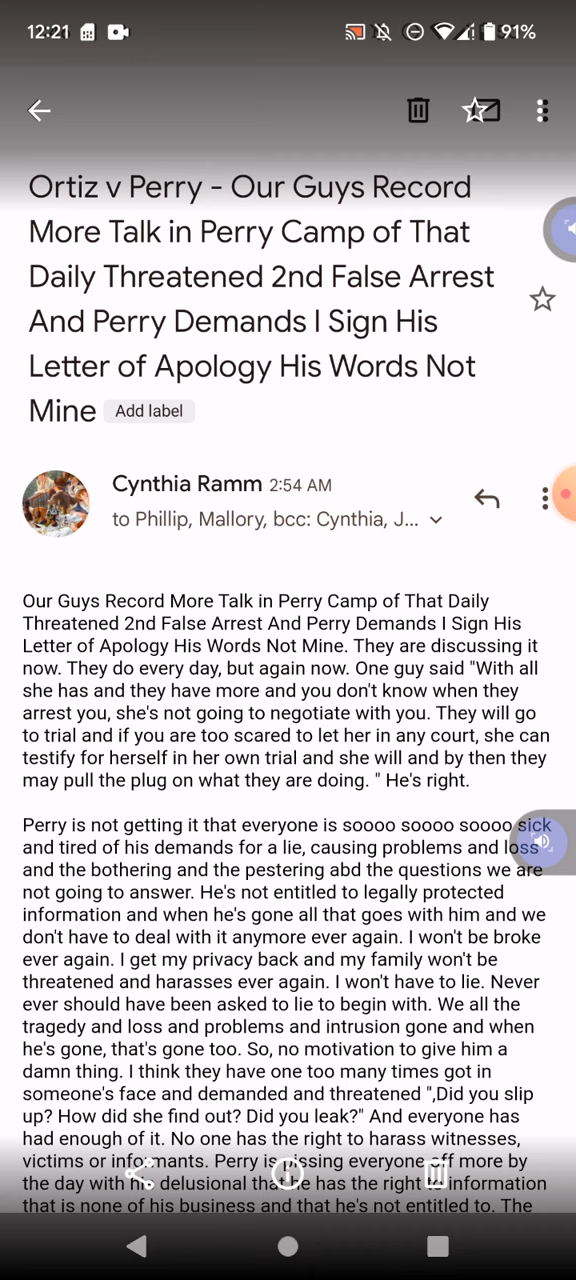 12:21 91%
Ortiz v Perry - Our Guys Record
More Talk in Perry Camp of That
Daily Threatened 2nd False Arrest
And Perry Demands I Sign His
Letter of Apology His Words Not
Mine Add label
Cynthia Ramm 2:54 AM
to Phillip, Mallory, bcc: Cynthia, J...
Our Guys Record More Talk in Perry Camp of That Daily
Threatened 2nd False Arrest And Perry Demands I Sign His
Letter of Apology His Words Not Mine. They are discussing it
now. They do every day, but again now. One guy said "With all
she has and they have more and you don't know when they
arrest you, she's not going to negotiate with you. They will go
to trial and if you are too scared to let her in any court, she can
testify for herself in her own trial and she will and by then they
may pull the plug on what they are doing. " He's right.
Perry is not getting it that everyone is soooo soooo soooo sick
and tired of his demands for a lie, causing problems and loss
and the bothering and the pestering abd the questions we are
not going to answer. He's not entitled to legally protected
information and when he's gone all that goes with him and we
don't have to deal with it anymore ever again. I won't be broke
ever again. I get my privacy back and my family won't be
threatened and harasses ever again. I won't have to lie. Never
ever should have been asked to lie to begin with. We all the
tragedy and loss and problems and intrusion gone and when
he's gone, that's gone too. So, no motivation to give him a
damn thing. I think they have one too many times got in
someone's face and demanded and threatened ",Did you slip
up? How did she find out? Did you leak?" And everyone has
had enough of it. No one has the right to harass witnesses,
victims or informants. Perry is pissing everyone off more by
the day with his delusional that he has the right to information
that is none of his business and that he's not entitled to. The